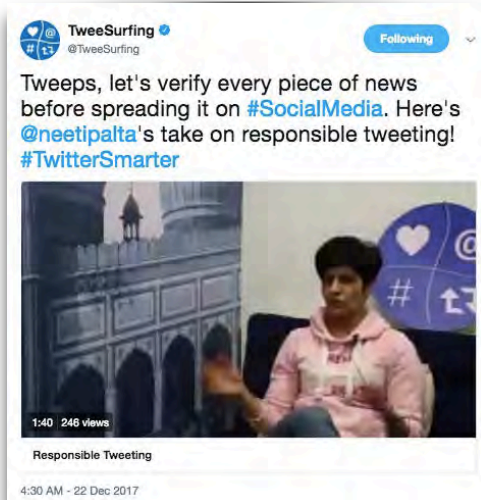 TweeSurfing
@TweeSurfing
Following
Tweeps, let's verify every piece of news
before spreading it on #SocialMedia. Here's
@neetipalta's take on responsible tweeting!
#TwitterSmarter
1:40 246 views
Responsible Tweeting
4:30 AM - 22 Dec 2017